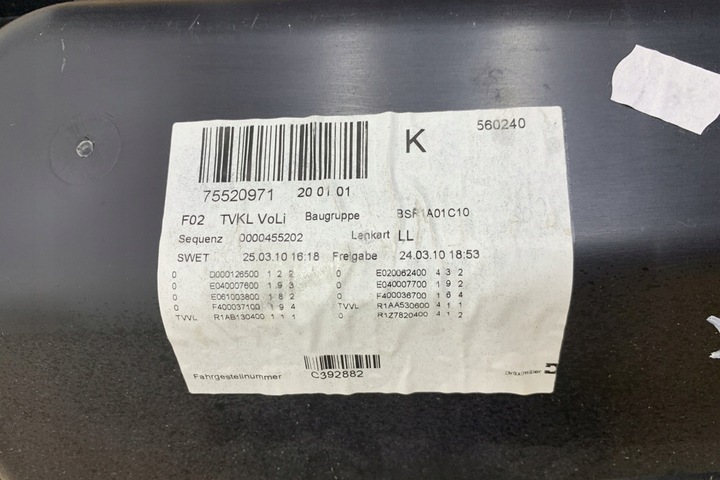 K 560240
75520971 20 01 01
F02 TVKL VoLi Baugruppe BSR1A01C10
Sequenz 0000455202 Lenkart LL
SWET 25.03.10 16:18 Freigabe 24.03.10 18:53
0 D000126500 1 2 2 0 E020062400 4 3 2
0 E040007600 1 9 3 0 E040007700 1 9 2
0 E061003800 1 8 2 0 F400036700 1 6 4
0 F400037100 1 9 4 TVVL R1AA530600 4 1 1
TVVL R1AB130400 1 1 1 0 R1Z7820400 4 1 2
Fahrgestellnummer C392882 Dräxlmaier